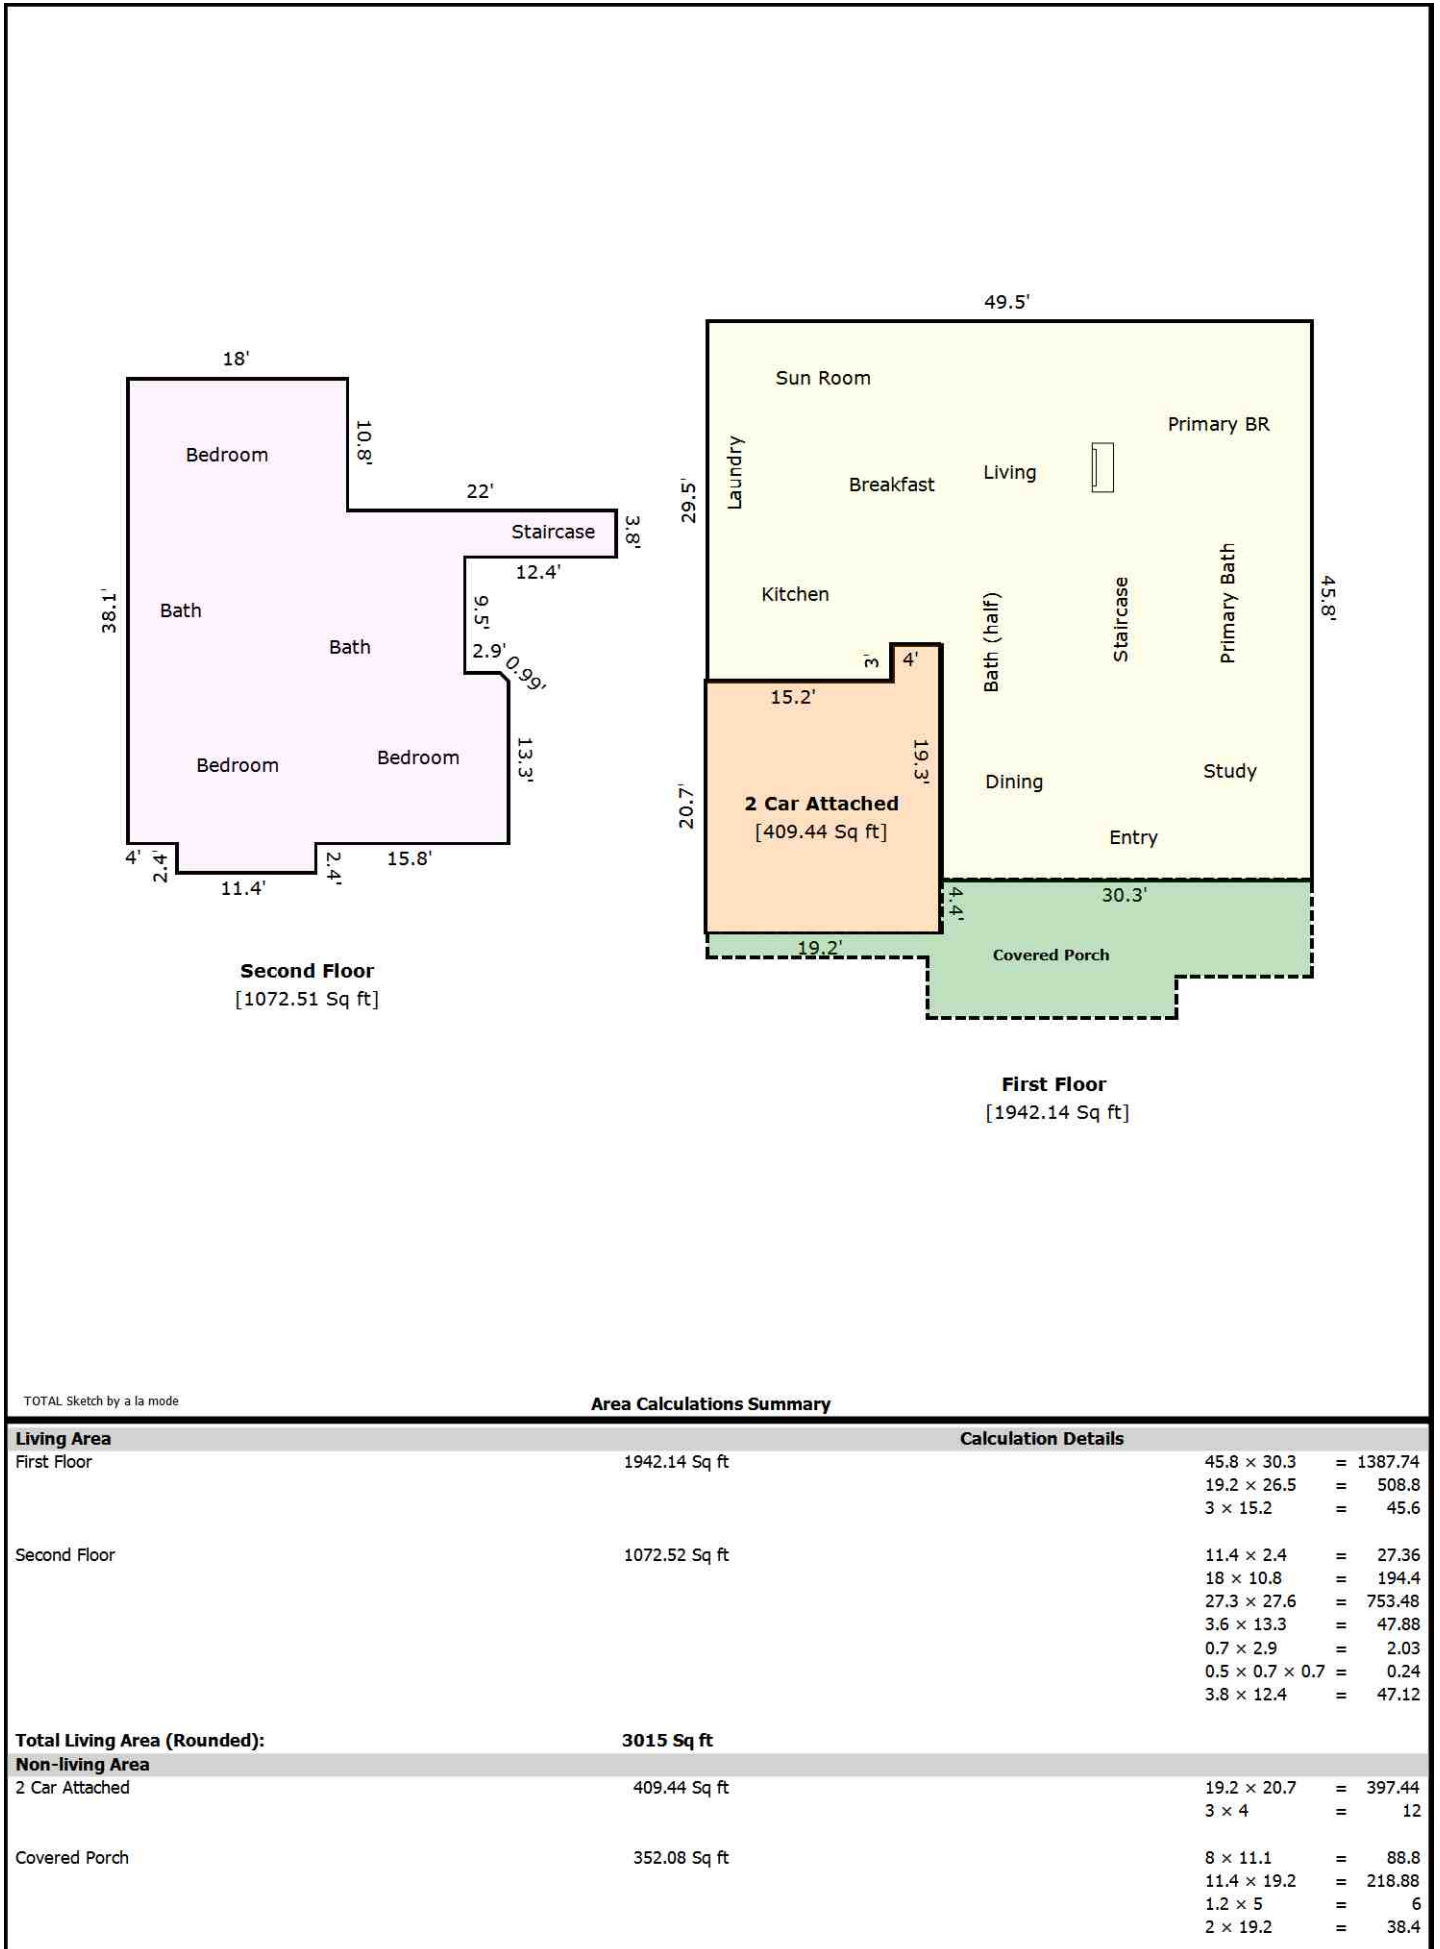 49.5'
18'
Sun Room
Primary BR
Bedroom
10.8'
Laundry
Living
Breakfast
22'
29.5'
Staircase
3.8'
12.4'
Kitchen
Primary Bath
45.8'
38.1'
Bath
9.5'
Bath (half)
Staircase
Bath
2.9'
0.99'
3'
4'
15.2'
Bedroom
Bedroom
13.3'
19.3'
Study
Dining
20.7'
2 Car Attached
[409.44 Sq ft]
Entry
4'
2.4'
2.4'
15.8'
11.4'
4.4'
30.3'
19.2'
Covered Porch
Second Floor
[1072.51 Sq ft]
First Floor
[1942.14 Sq ft]
TOTAL Sketch by a la mode
Area Calculations Summary
Living Area Calculation Details
First Floor 1942.14 Sq ft 45.8 × 30.3 = 1387.74
19.2 × 26.5 = 508.8
3 × 15.2 = 45.6
Second Floor 1072.52 Sq ft 11.4 × 2.4 = 27.36
18 × 10.8 = 194.4
27.3 × 27.6 = 753.48
3.6 × 13.3 = 47.88
0.7 × 2.9 = 2.03
0.5 × 0.7 × 0.7 = 0.24
3.8 × 12.4 = 47.12
Total Living Area (Rounded): 3015 Sq ft
Non-living Area
2 Car Attached 409.44 Sq ft 19.2 × 20.7 = 397.44
3 × 4 = 12
Covered Porch 352.08 Sq ft 8 × 11.1 = 88.8
11.4 × 19.2 = 218.88
1.2 × 5 = 6
2 × 19.2 = 38.4